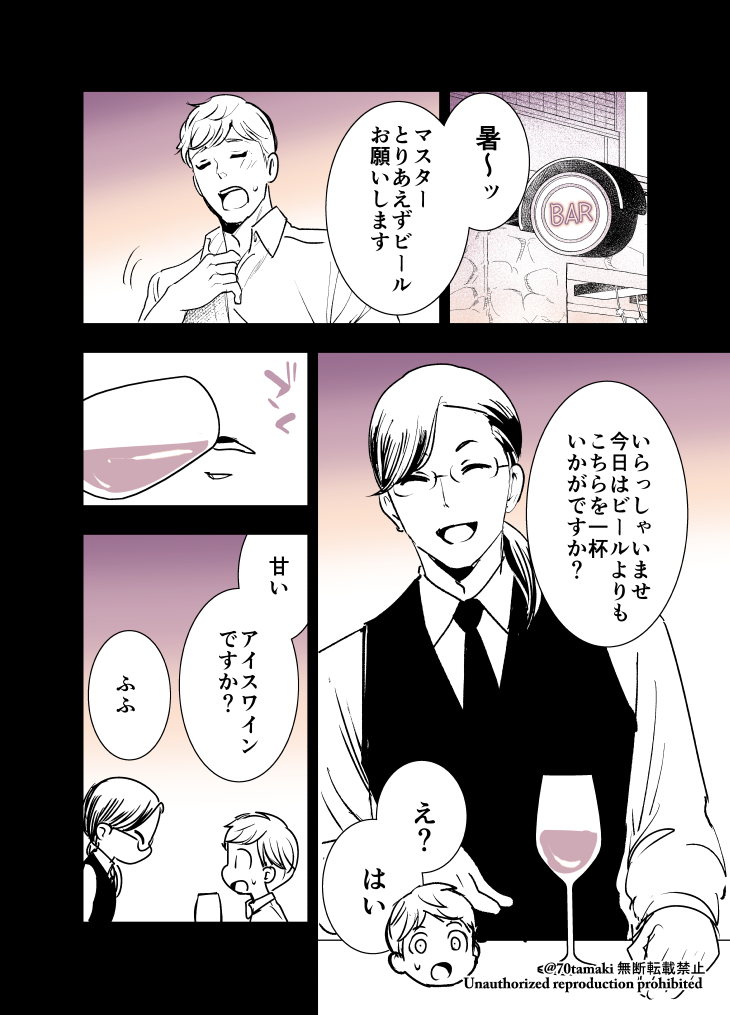 BAR
暑〜ッ
マスター
とりあえずビール
お願いします
いらっしゃいませ
今日はビールよりも
こちらを一杯
いかがですか？
え？
はい
甘い
アイスワイン
ですか？
ふふ
@70tamaki 無断転載禁止
Unauthorized reproduction prohibited